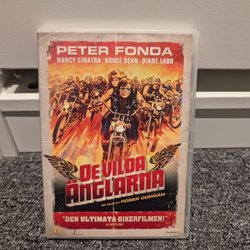 PETER FONDA
NANCY SINATRA BRUCE DERN DIANE LADD
DE VILDA
ÄNGLARNA
EN FILM AV ROGER CORMAN
"DEN ULTIMATA BIKERFILMEN!